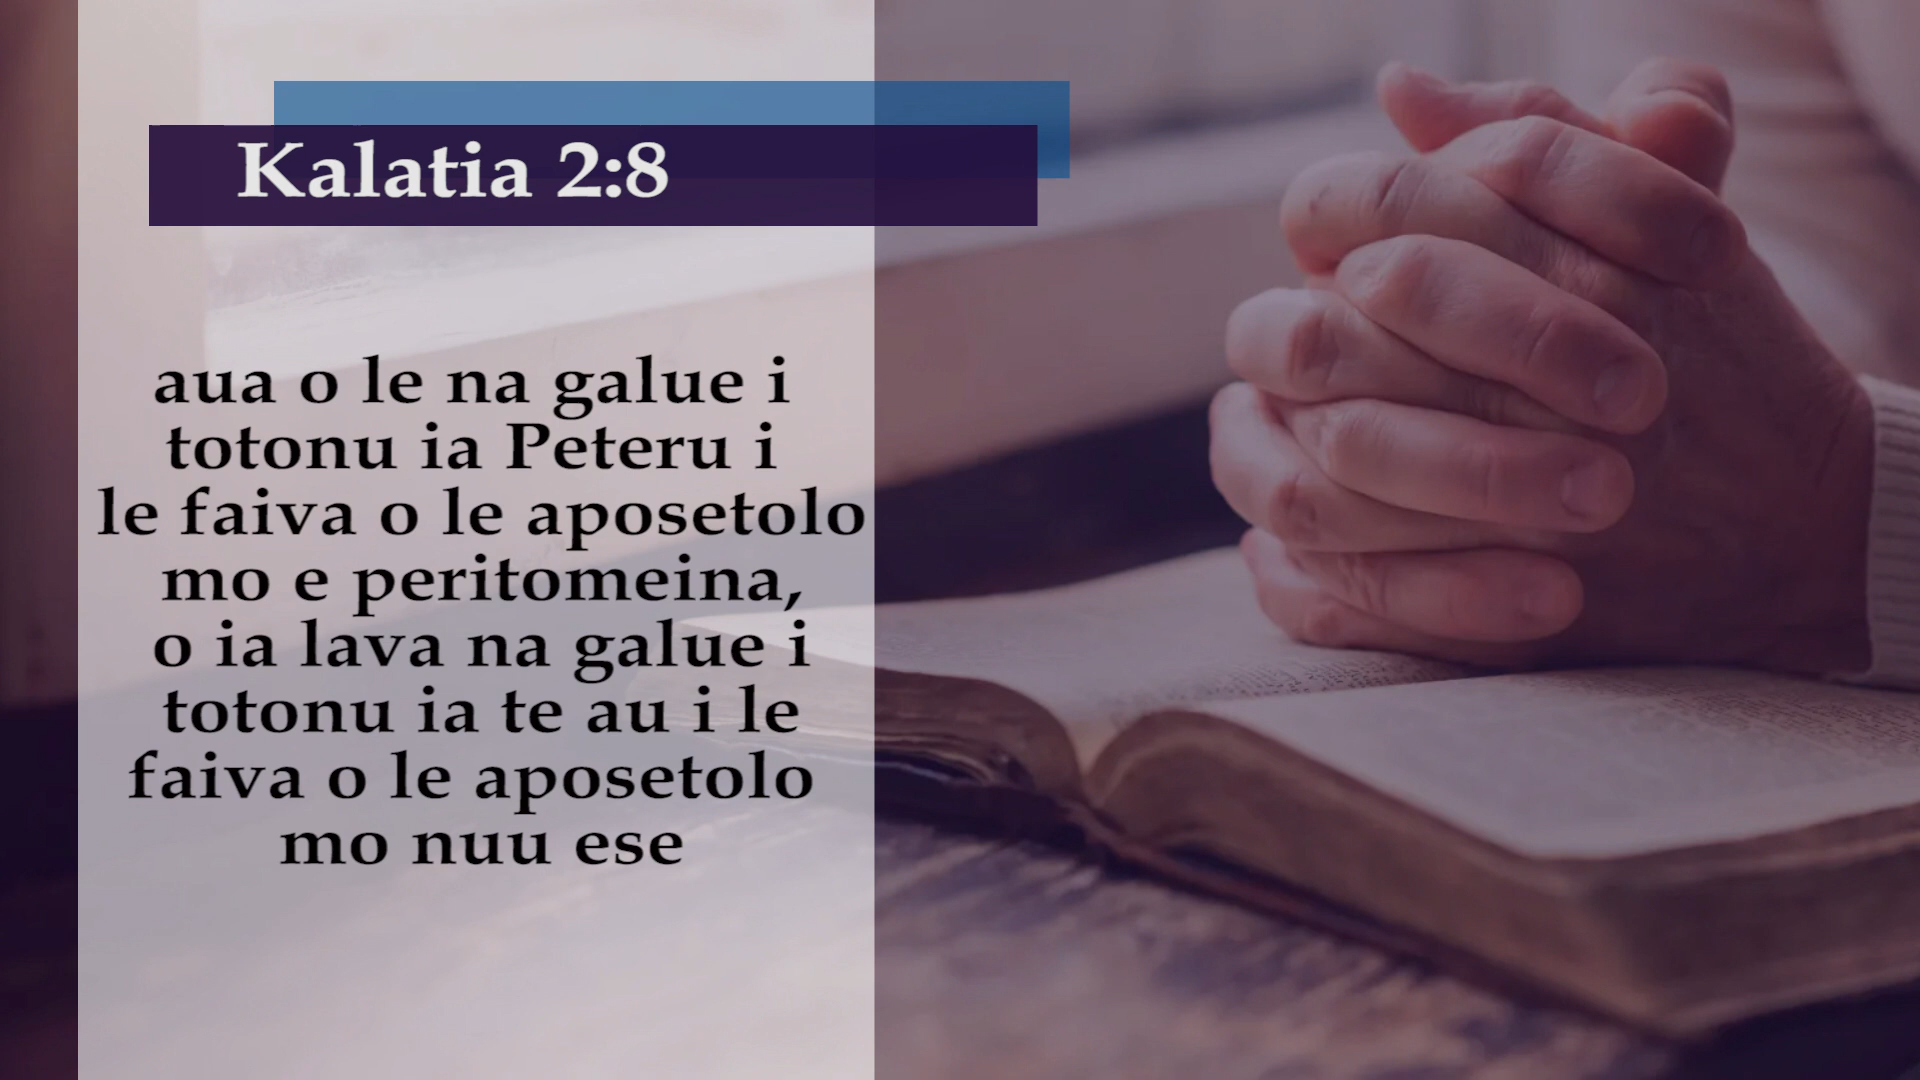 Kalatia 2:8
aua o le na galue i
totonu ia Peteru i
le faiva o le aposetolo
mo e peritomeina,
o ia lava na galue i
totonu ia te au i le
faiva o le aposetolo
mo nuu ese